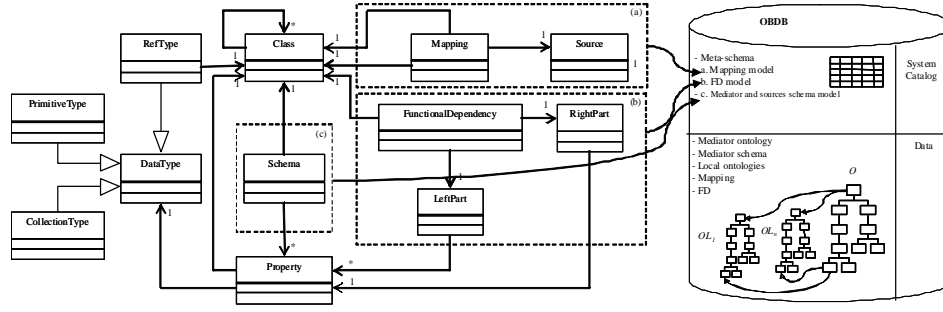 (a)
OBDB
RefType
Class
*
1
1
1
1
1
Mapping
1
Source
1
- Meta-schema
- a. Mapping model
- b. FD model
- c. Mediator and sources schema model
System
Catalog
PrimitiveType
(b)
FunctionalDependency
1
RightPart
1
(c)
DataType
Schema
1
LeftPart
CollectionType
1
- Mediator ontology
- Mediator schema
- Local ontologies
- Mapping
- FD
Data
O
OL1
OLn
*
*
Property
1